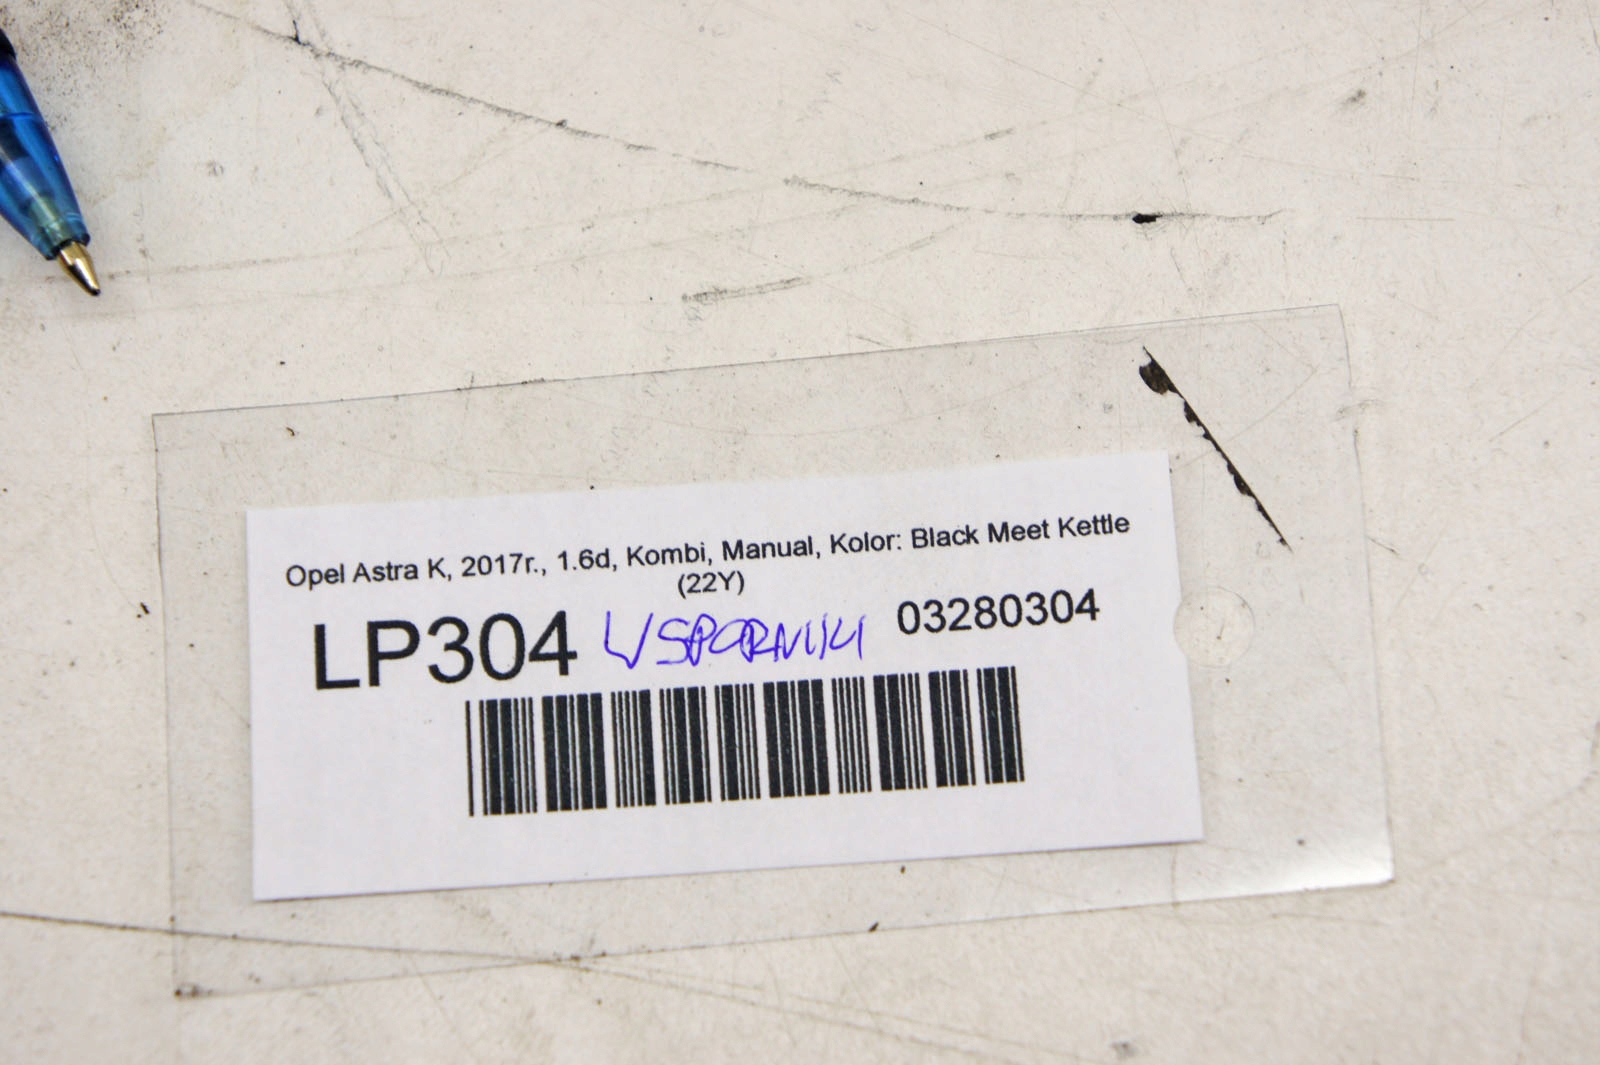 Opel Astra K, 2017r., 1.6d, Kombi, Manual, Kolor: Black Meet Kettle
(22Y)
LP304 WSPORNIKI 03280304